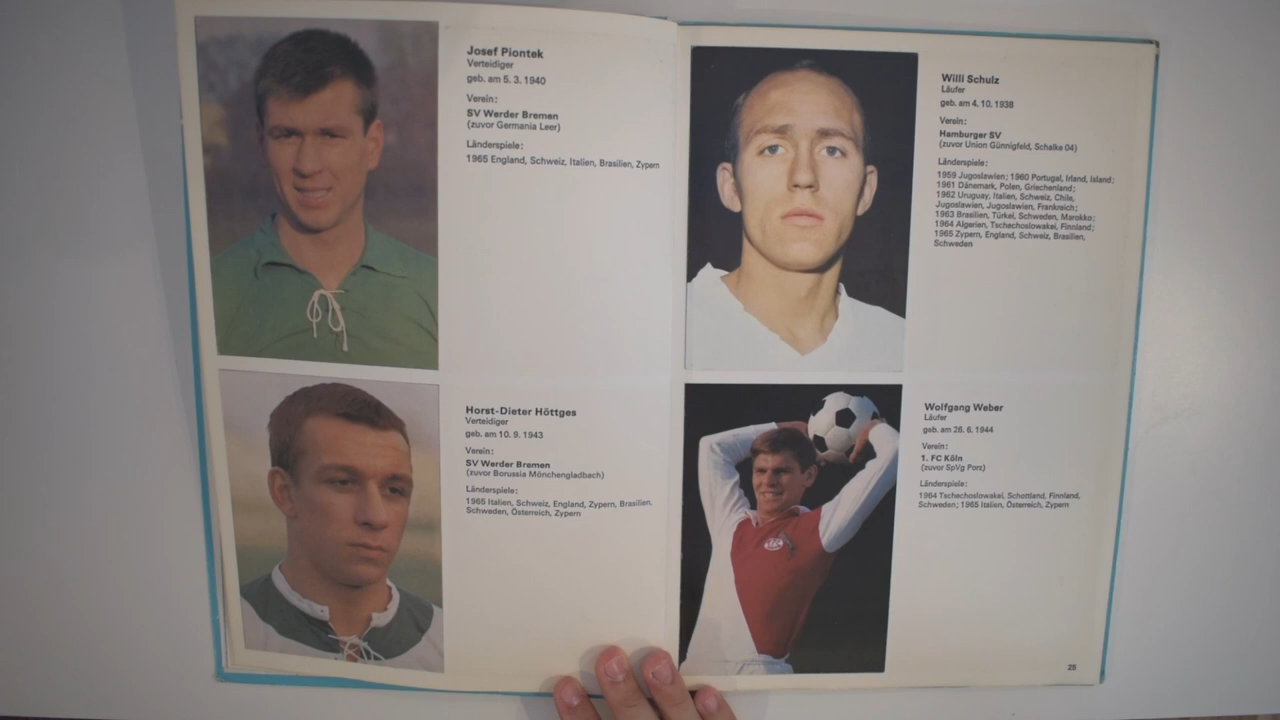 Josef Piontek
Verteidiger
geb. am 5. 3. 1940
Verein:
SV Werder Bremen
(zuvor Germania Leer)
Länderspiele:
1965 England, Schweiz, Italien, Brasilien, Zypern
Horst-Dieter Höttges
Verteidiger
geb. am 10. 9. 1943
Verein:
SV Werder Bremen
(zuvor Borussia Mönchengladbach)
Länderspiele:
1965 Italien, Schweiz, England, Zypern, Brasilien,
Schweden, Österreich, Zypern
Willi Schulz
Läufer
geb. am 4. 10. 1938
Verein:
Hamburger SV
(zuvor Union Günnigfeld, Schalke 04)
Länderspiele:
1959 Jugoslawien; 1960 Portugal, Irland, Island;
1961 Dänemark, Polen, Griechenland;
1962 Uruguay, Italien, Schweiz, Chile,
Jugoslawien, Jugoslawien, Frankreich;
1963 Brasilien, Türkei, Schweden, Marokko;
1964 Algerien, Tschechoslowakei, Finnland;
1965 Zypern, England, Schweiz, Brasilien,
Schweden
Wolfgang Weber
Läufer
geb. am 26. 6. 1944
Verein:
1. FC Köln
(zuvor SpVg Porz)
Länderspiele:
1964 Tschechoslowakei, Schottland, Finnland,
Schweden; 1965 Italien, Österreich, Zypern
25